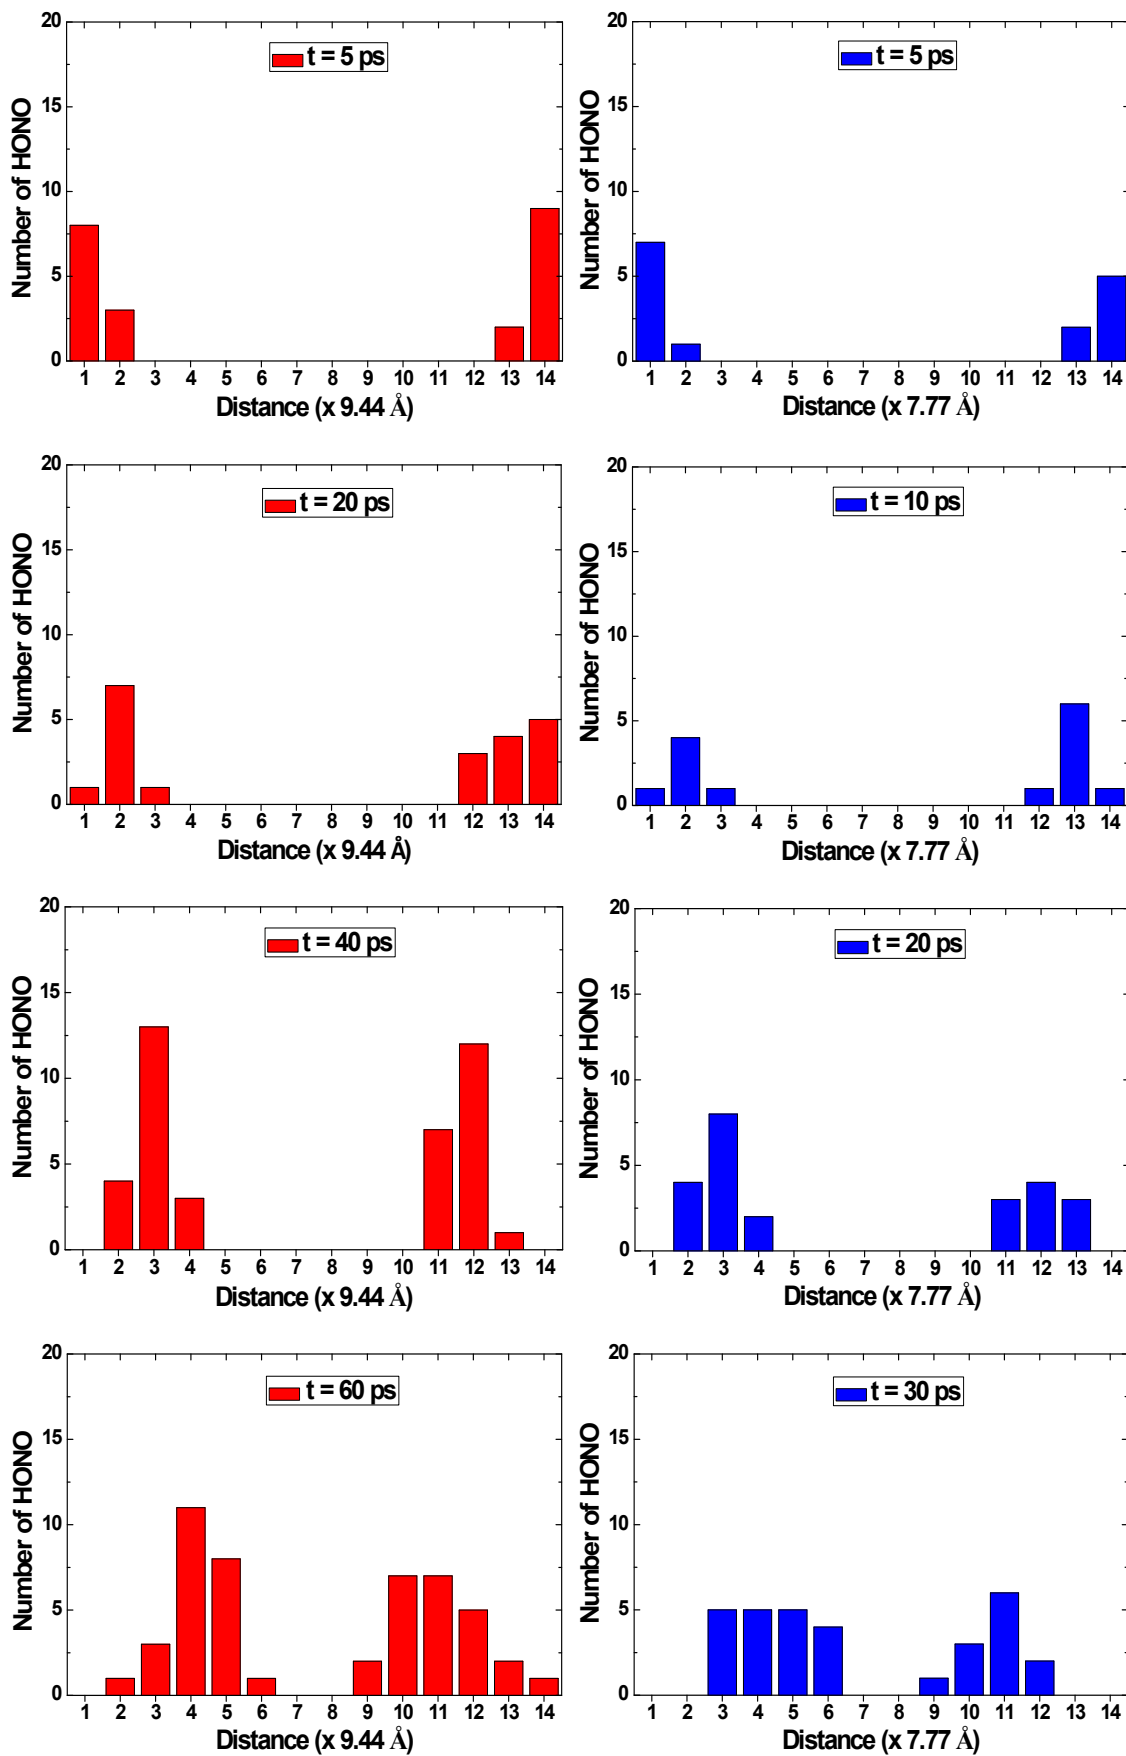 20
15
10
5
0
Number of HONO
t = 5 ps
1 2 3 4 5 6 7 8 9 10 11 12 13 14
Distance (x 9.44 Å)
20
15
10
5
0
Number of HONO
t = 5 ps
1 2 3 4 5 6 7 8 9 10 11 12 13 14
Distance (x 7.77 Å)
20
15
10
5
0
Number of HONO
t = 20 ps
1 2 3 4 5 6 7 8 9 10 11 12 13 14
Distance (x 9.44 Å)
20
15
10
5
0
Number of HONO
t = 10 ps
1 2 3 4 5 6 7 8 9 10 11 12 13 14
Distance (x 7.77 Å)
20
15
10
5
0
Number of HONO
t = 40 ps
1 2 3 4 5 6 7 8 9 10 11 12 13 14
Distance (x 9.44 Å)
20
15
10
5
0
Number of HONO
t = 20 ps
1 2 3 4 5 6 7 8 9 10 11 12 13 14
Distance (x 7.77 Å)
20
15
10
5
0
Number of HONO
t = 60 ps
1 2 3 4 5 6 7 8 9 10 11 12 13 14
Distance (x 9.44 Å)
20
15
10
5
0
Number of HONO
t = 30 ps
1 2 3 4 5 6 7 8 9 10 11 12 13 14
Distance (x 7.77 Å)